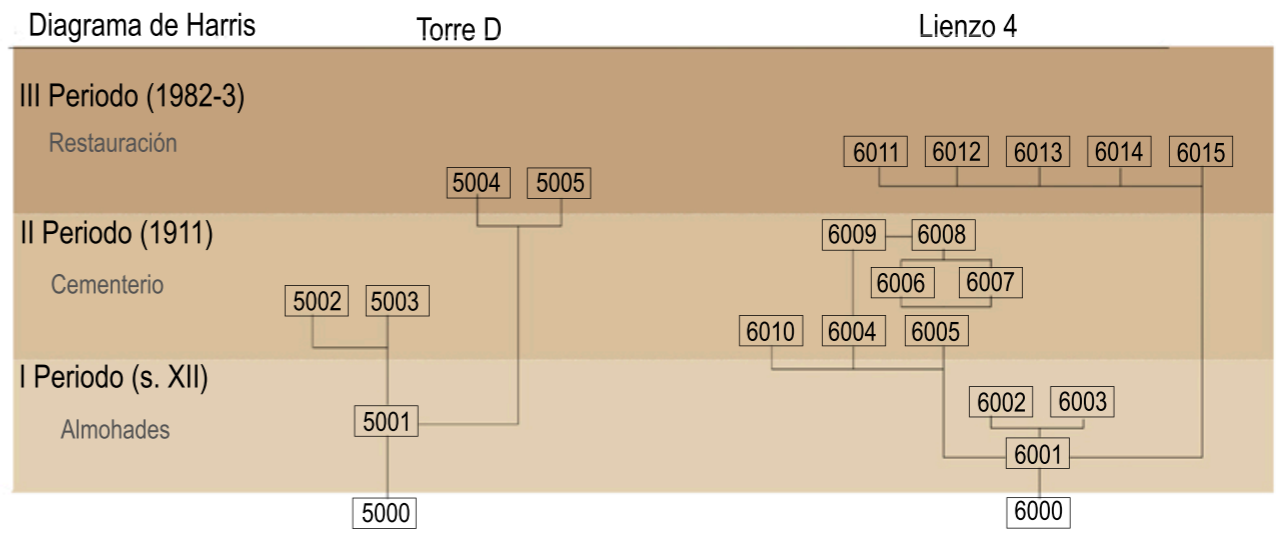 Diagrama de Harris Torre D Lienzo 4
III Periodo (1982-3)
Restauración
6011 6012 6013 6014 6015
5004 5005
II Periodo (1911)
6009 6008
Cementerio
6006 6007
5002 5003
6010 6004 6005
I Periodo (s. XII)
6002 6003
5001
Almohades
6001
5000 6000